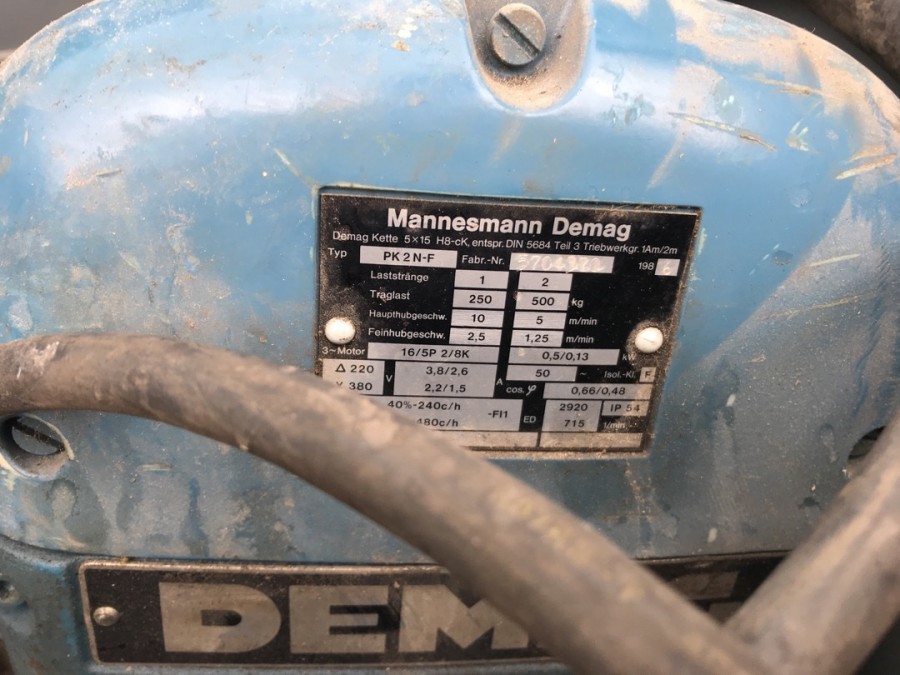 Mannesmann Demag
Demag Kette 5×15 H8-cK, entspr. DIN 5684 Teil 3 Triebwerkgr. 1Am/2m
Typ PK 2 N-F Fabr.-Nr. 198 6
Laststränge 1 2
Traglast 250 500 kg
Haupthubgeschw. 10 5 m/min
Feinhubgeschw. 2,5 1,25 m/min
3~Motor 16/5P 2/8K 0,5/0,13 kW
Δ 220 V 3,8/2,6 A 50 ~ Isol.-Kl. F
Y 380 2,2/1,5 cos φ 0,66/0,48
40%-240c/h -FI1 ED 2920 IP 54
480c/h 715 1/min
DEM